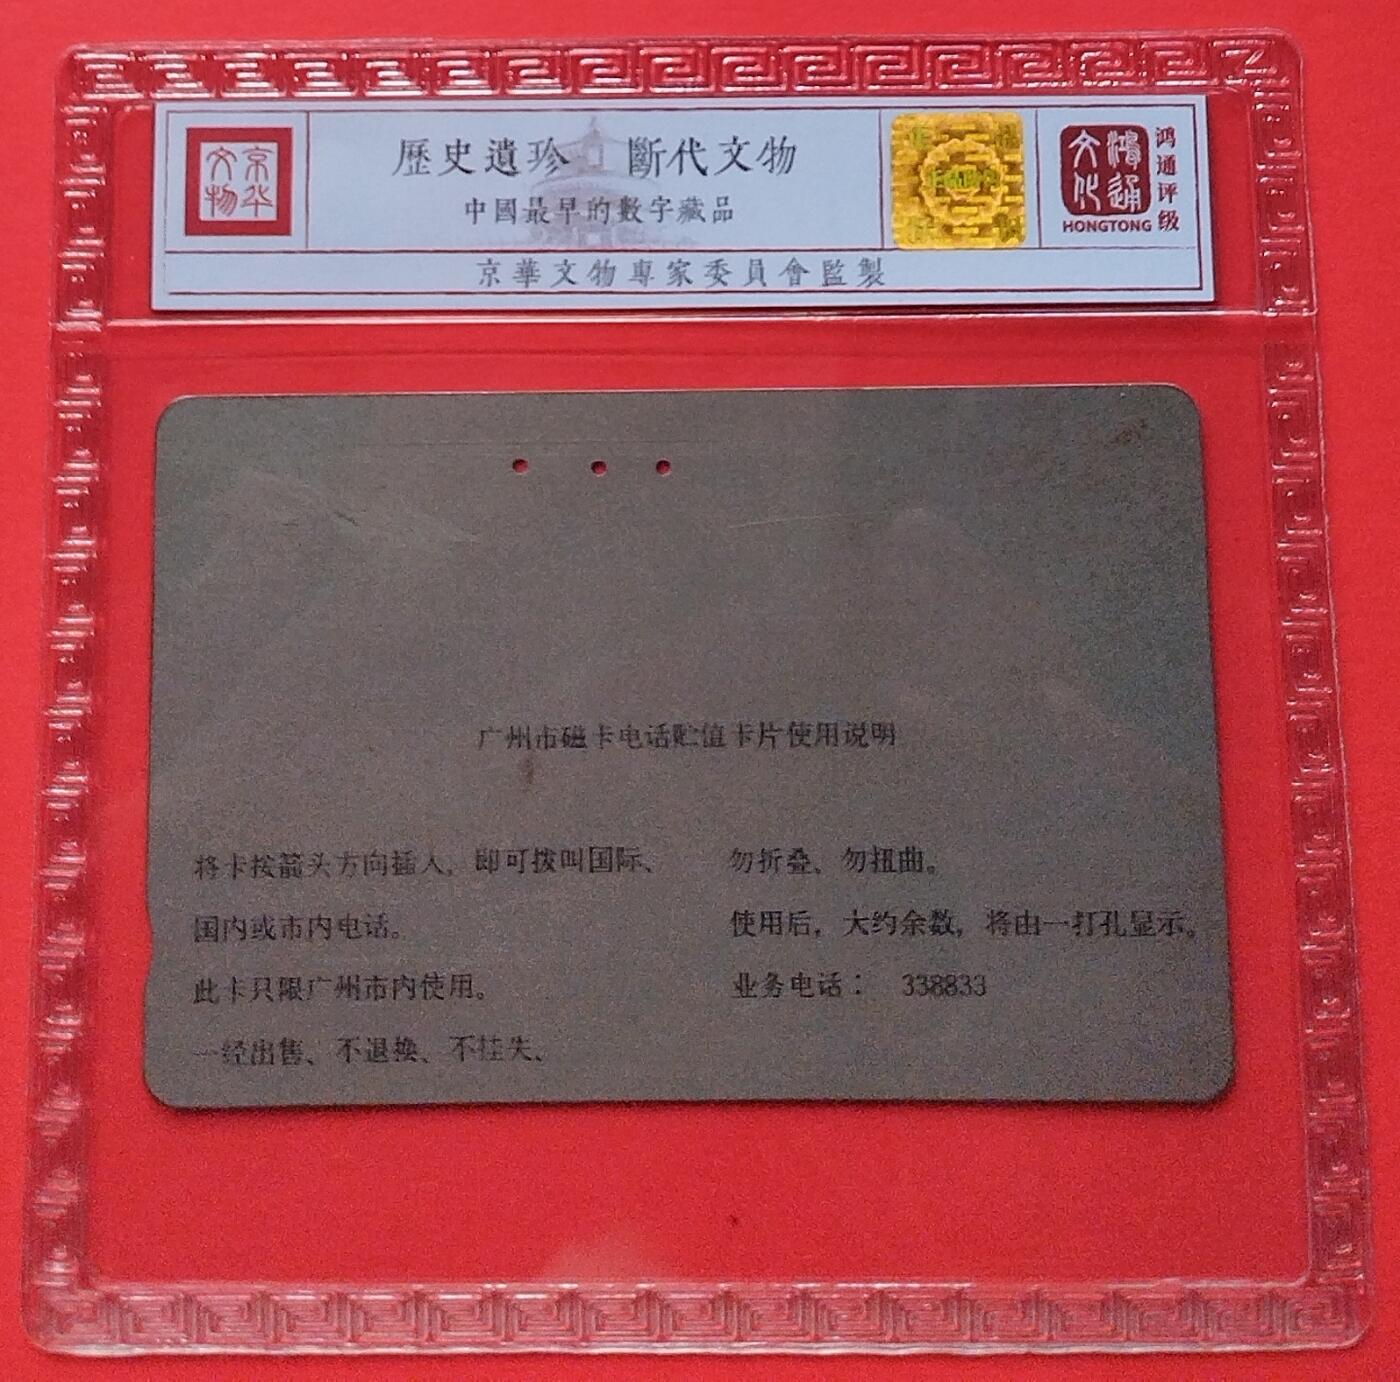 京华
文物
歷史遺珍 斷代文物
中國最早的數字藏品
京華文物專家委員會監製
鸿通
文化
HONGTONG
鸿通评级
广州市磁卡电话贮值卡片使用说明
将卡按箭头方向插入，即可拨叫国际、
国内或市内电话。
此卡只限广州市内使用。
一经出售、不退换、不挂失、
勿折叠、勿扭曲。
使用后，大约余数，将由一打孔显示。
业务电话： 338833